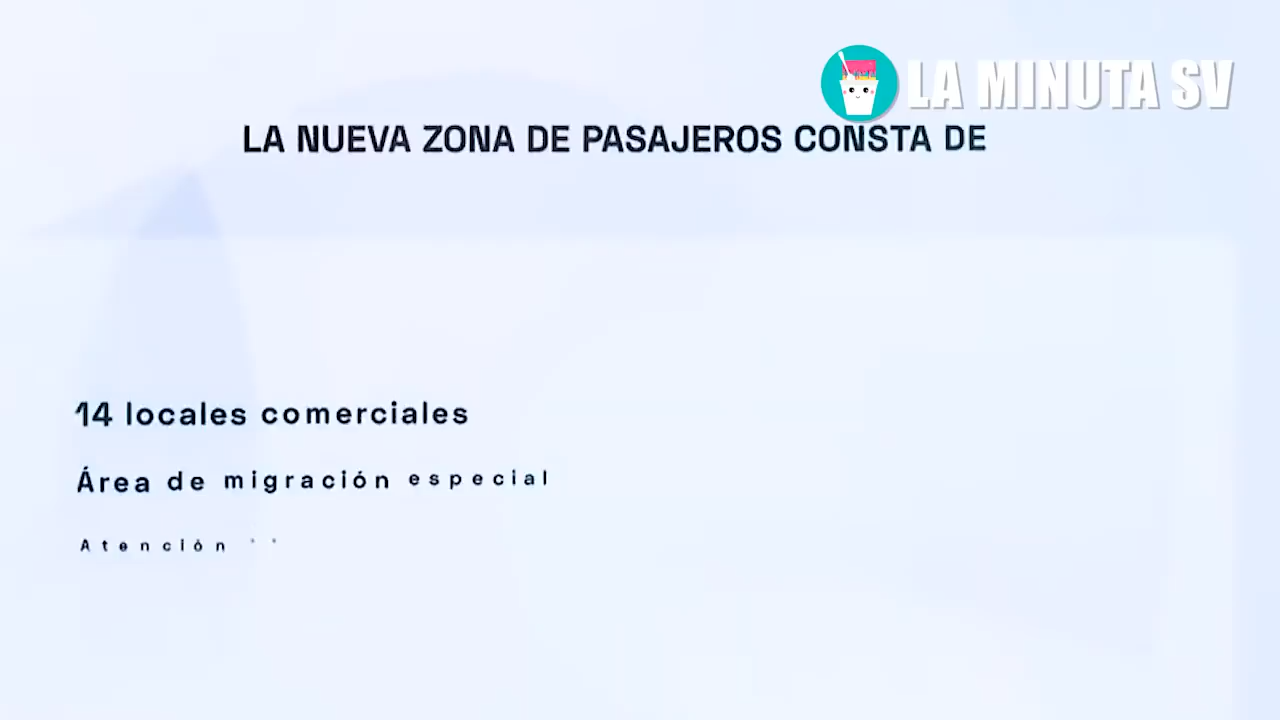 LA MINUTA SV
LA NUEVA ZONA DE PASAJEROS CONSTA DE
14 locales comerciales
Área de migración especial
Atención